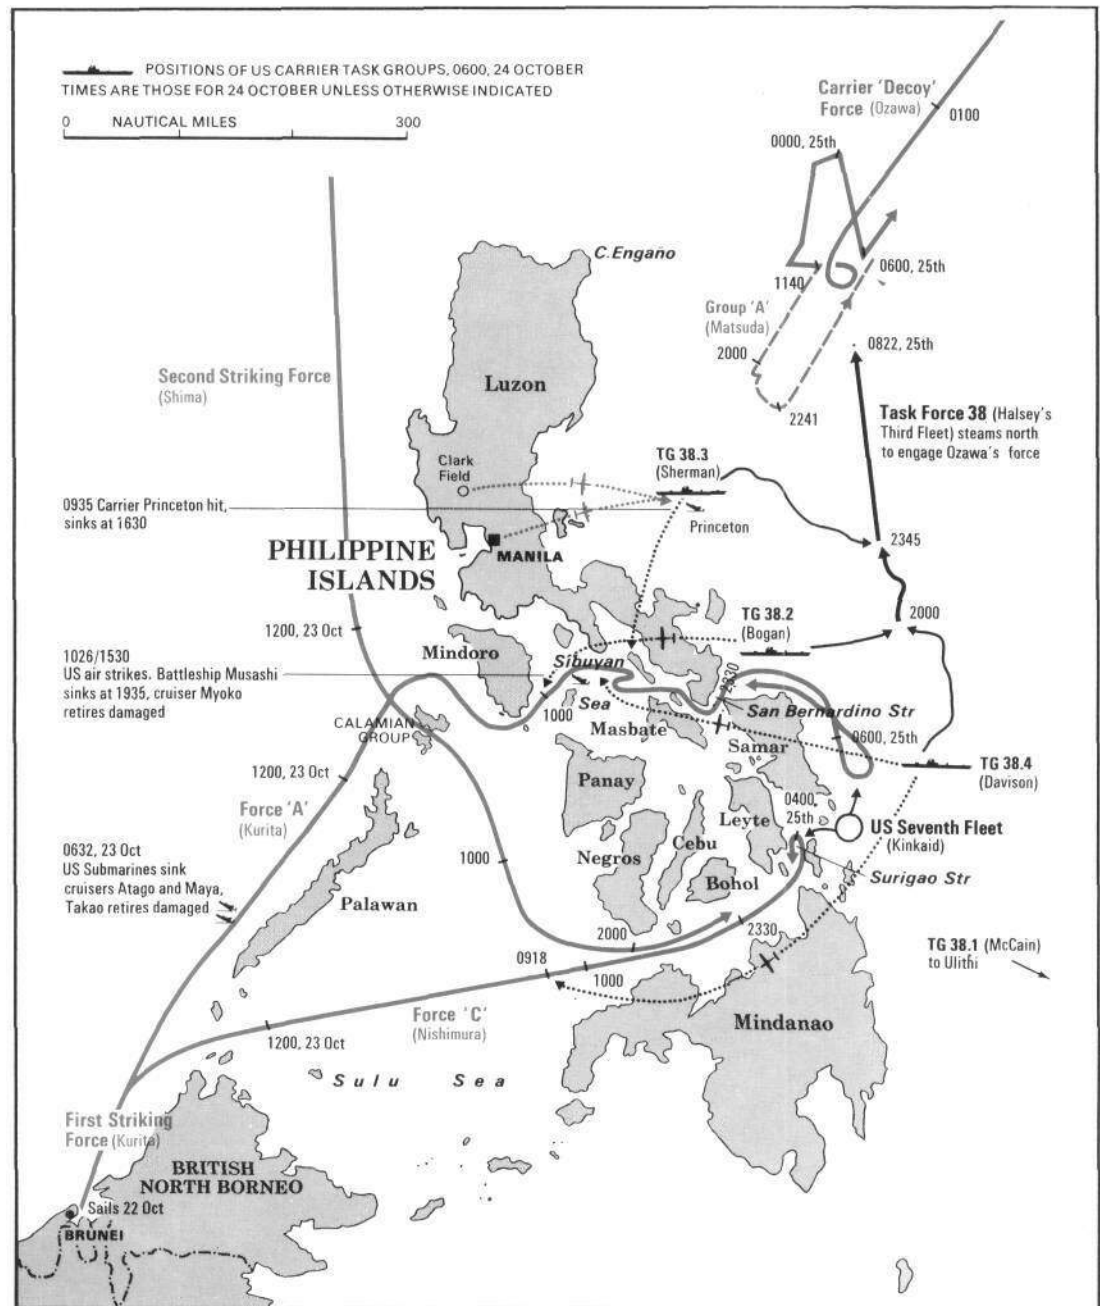 POSITIONS OF US CARRIER TASK GROUPS, 0600, 24 OCTOBER
TIMES ARE THOSE FOR 24 OCTOBER UNLESS OTHERWISE INDICATED
0 NAUTICAL MILES 300
Carrier 'Decoy'
Force (Ozawa)
0100
0000, 25th
C. Engaño
1140
0600, 25th
Group 'A'
(Matsuda)
2000
0822, 25th
2241
Second Striking Force
(Shima)
Luzon
Task Force 38 (Halsey's
Third Fleet) steams north
to engage Ozawa's force
TG 38.3
(Sherman)
Clark
Field
0935 Carrier Princeton hit,
sinks at 1630
Princeton
2345
PHILIPPINE
ISLANDS
MANILA
2000
TG 38.2
(Bogan)
1200, 23 Oct
Mindoro
1026/1530
US air strikes. Battleship Musashi
sinks at 1935, cruiser Myoko
retires damaged
Sibuyan
Sea
2330
1000
San Bernardino Str
CALAMIAN
GROUP
Masbate
Samar
0600, 25th
TG 38.4
(Davison)
1200, 23 Oct
Panay
0400,
25th
Force 'A'
(Kurita)
Leyte
US Seventh Fleet
(Kinkaid)
Cebu
0632, 23 Oct
US Submarines sink
cruisers Atago and Maya,
Takao retires damaged
1000
Negros
Bohol
Surigao Str
Palawan
2000
2330
0918
1000
TG 38.1 (McCain)
to Ulithi
Force 'C'
(Nishimura)
Mindanao
1200, 23 Oct
Sulu Sea
First Striking
Force (Kurita)
BRITISH
NORTH BORNEO
Sails 22 Oct
BRUNEI